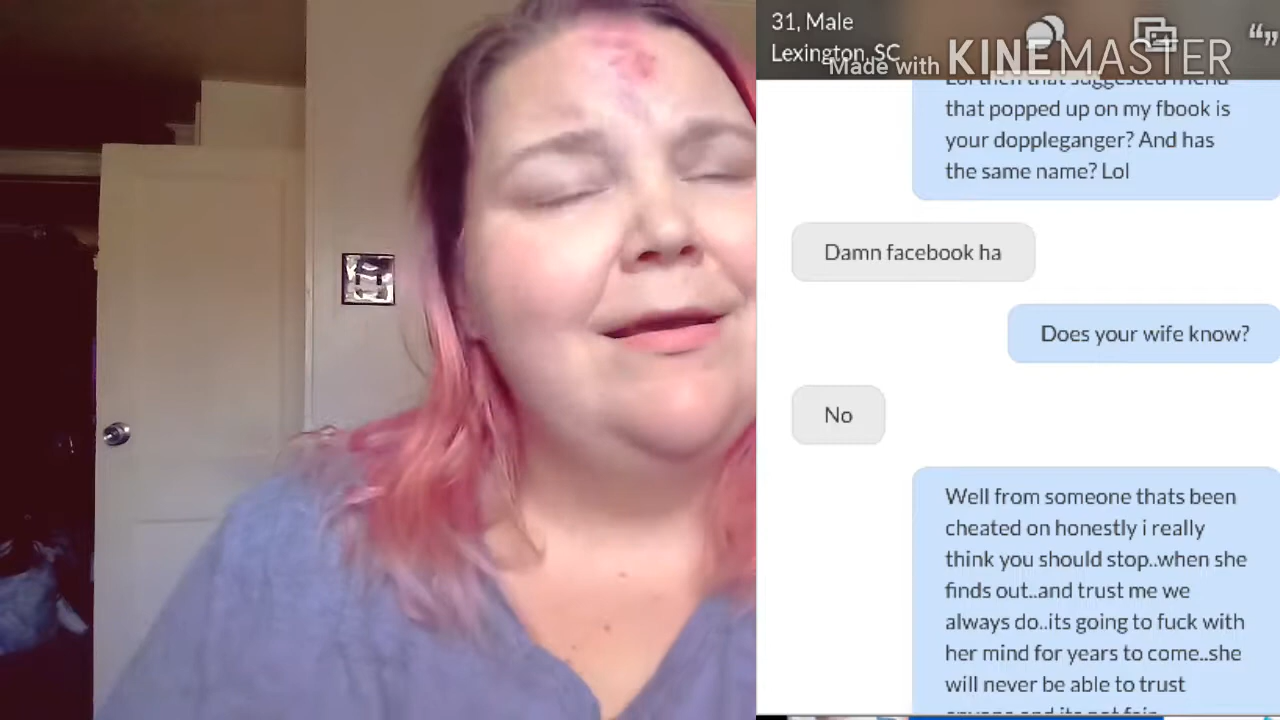 31, Male
Lexington, SC
Made with KINEMASTER
that suggested friend
that popped up on my fbook is
your doppleganger? And has
the same name? Lol
Damn facebook ha
Does your wife know?
No
Well from someone thats been
cheated on honestly i really
think you should stop..when she
finds out..and trust me we
always do..its going to fuck with
her mind for years to come..she
will never be able to trust